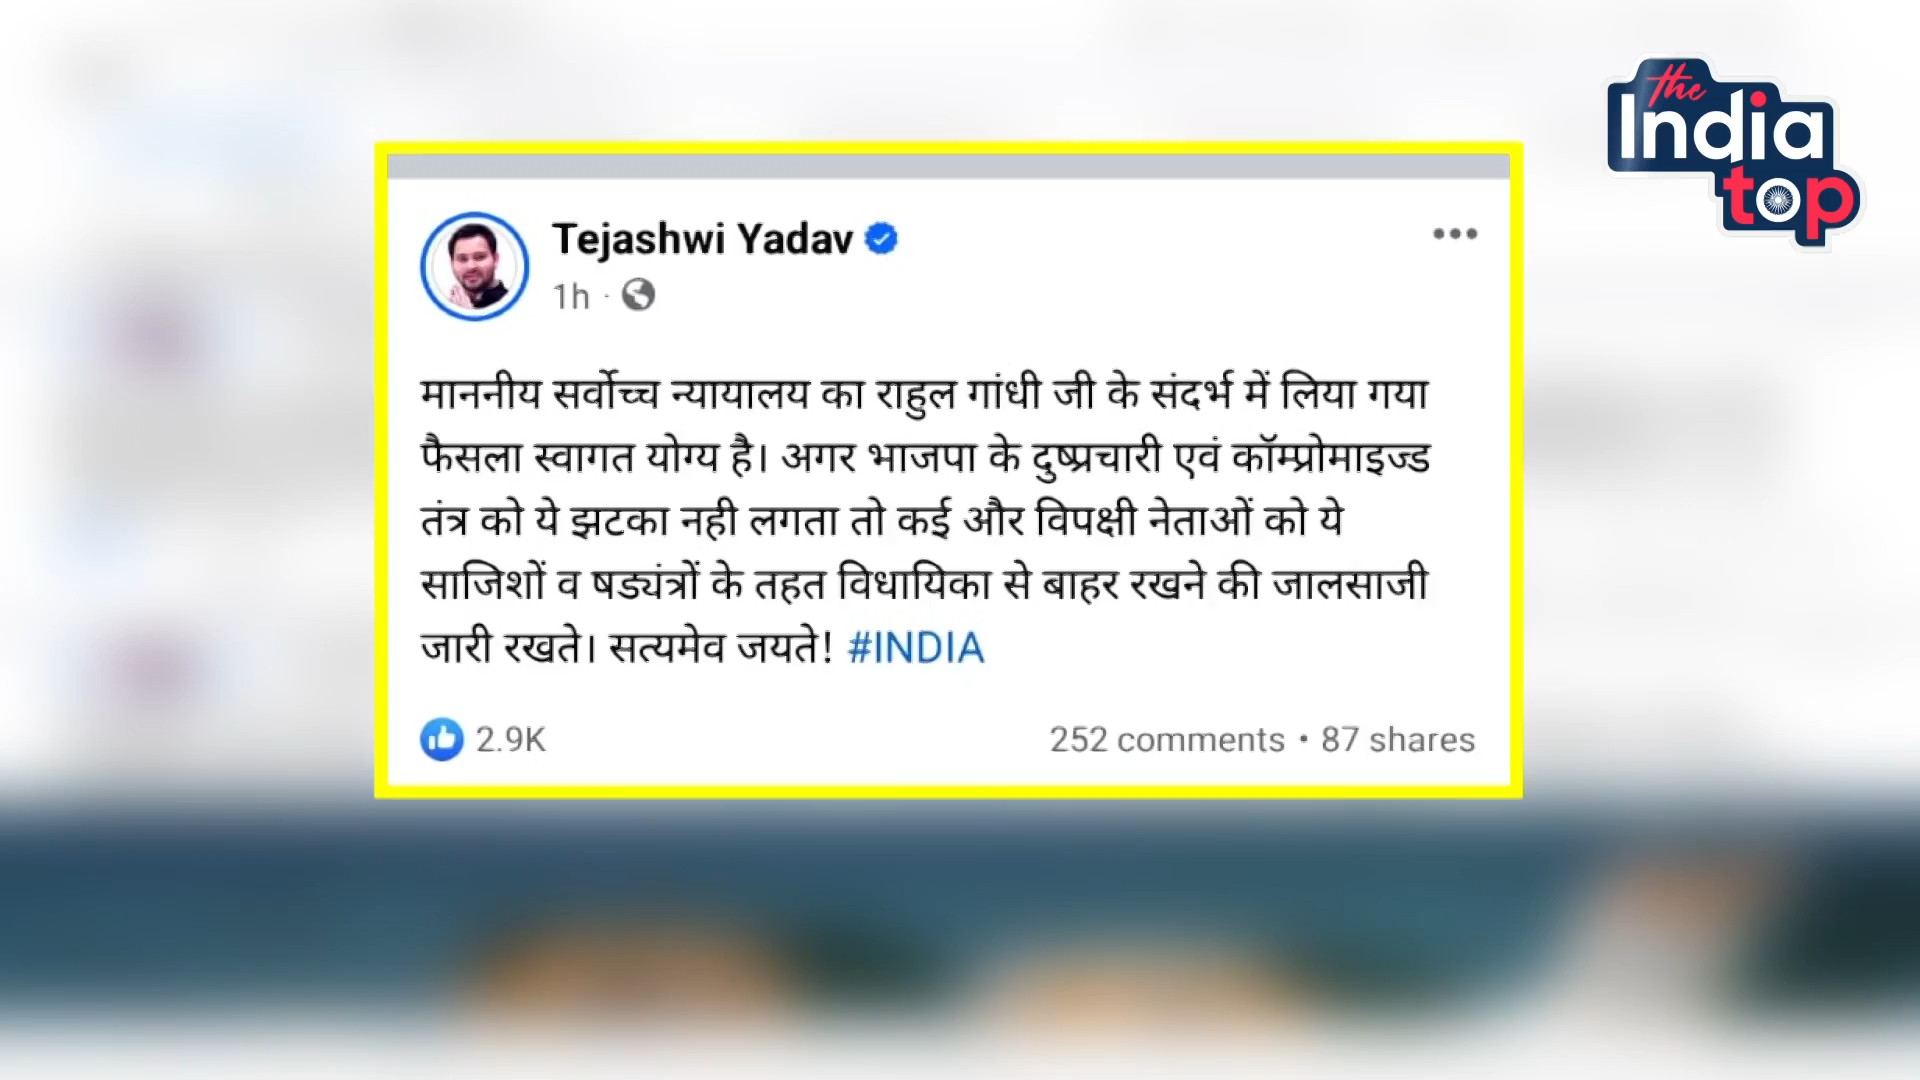 the
India
top
Tejashwi Yadav
1h ·
माननीय सर्वोच्च न्यायालय का राहुल गांधी जी के संदर्भ में लिया गया
फैसला स्वागत योग्य है। अगर भाजपा के दुष्प्रचारी एवं कॉम्प्रोमाइज्ड
तंत्र को ये झटका नही लगता तो कई और विपक्षी नेताओं को ये
साजिशों व षड्यंत्रों के तहत विधायिका से बाहर रखने की जालसाजी
जारी रखते। सत्यमेव जयते! #INDIA
2.9K
252 comments • 87 shares